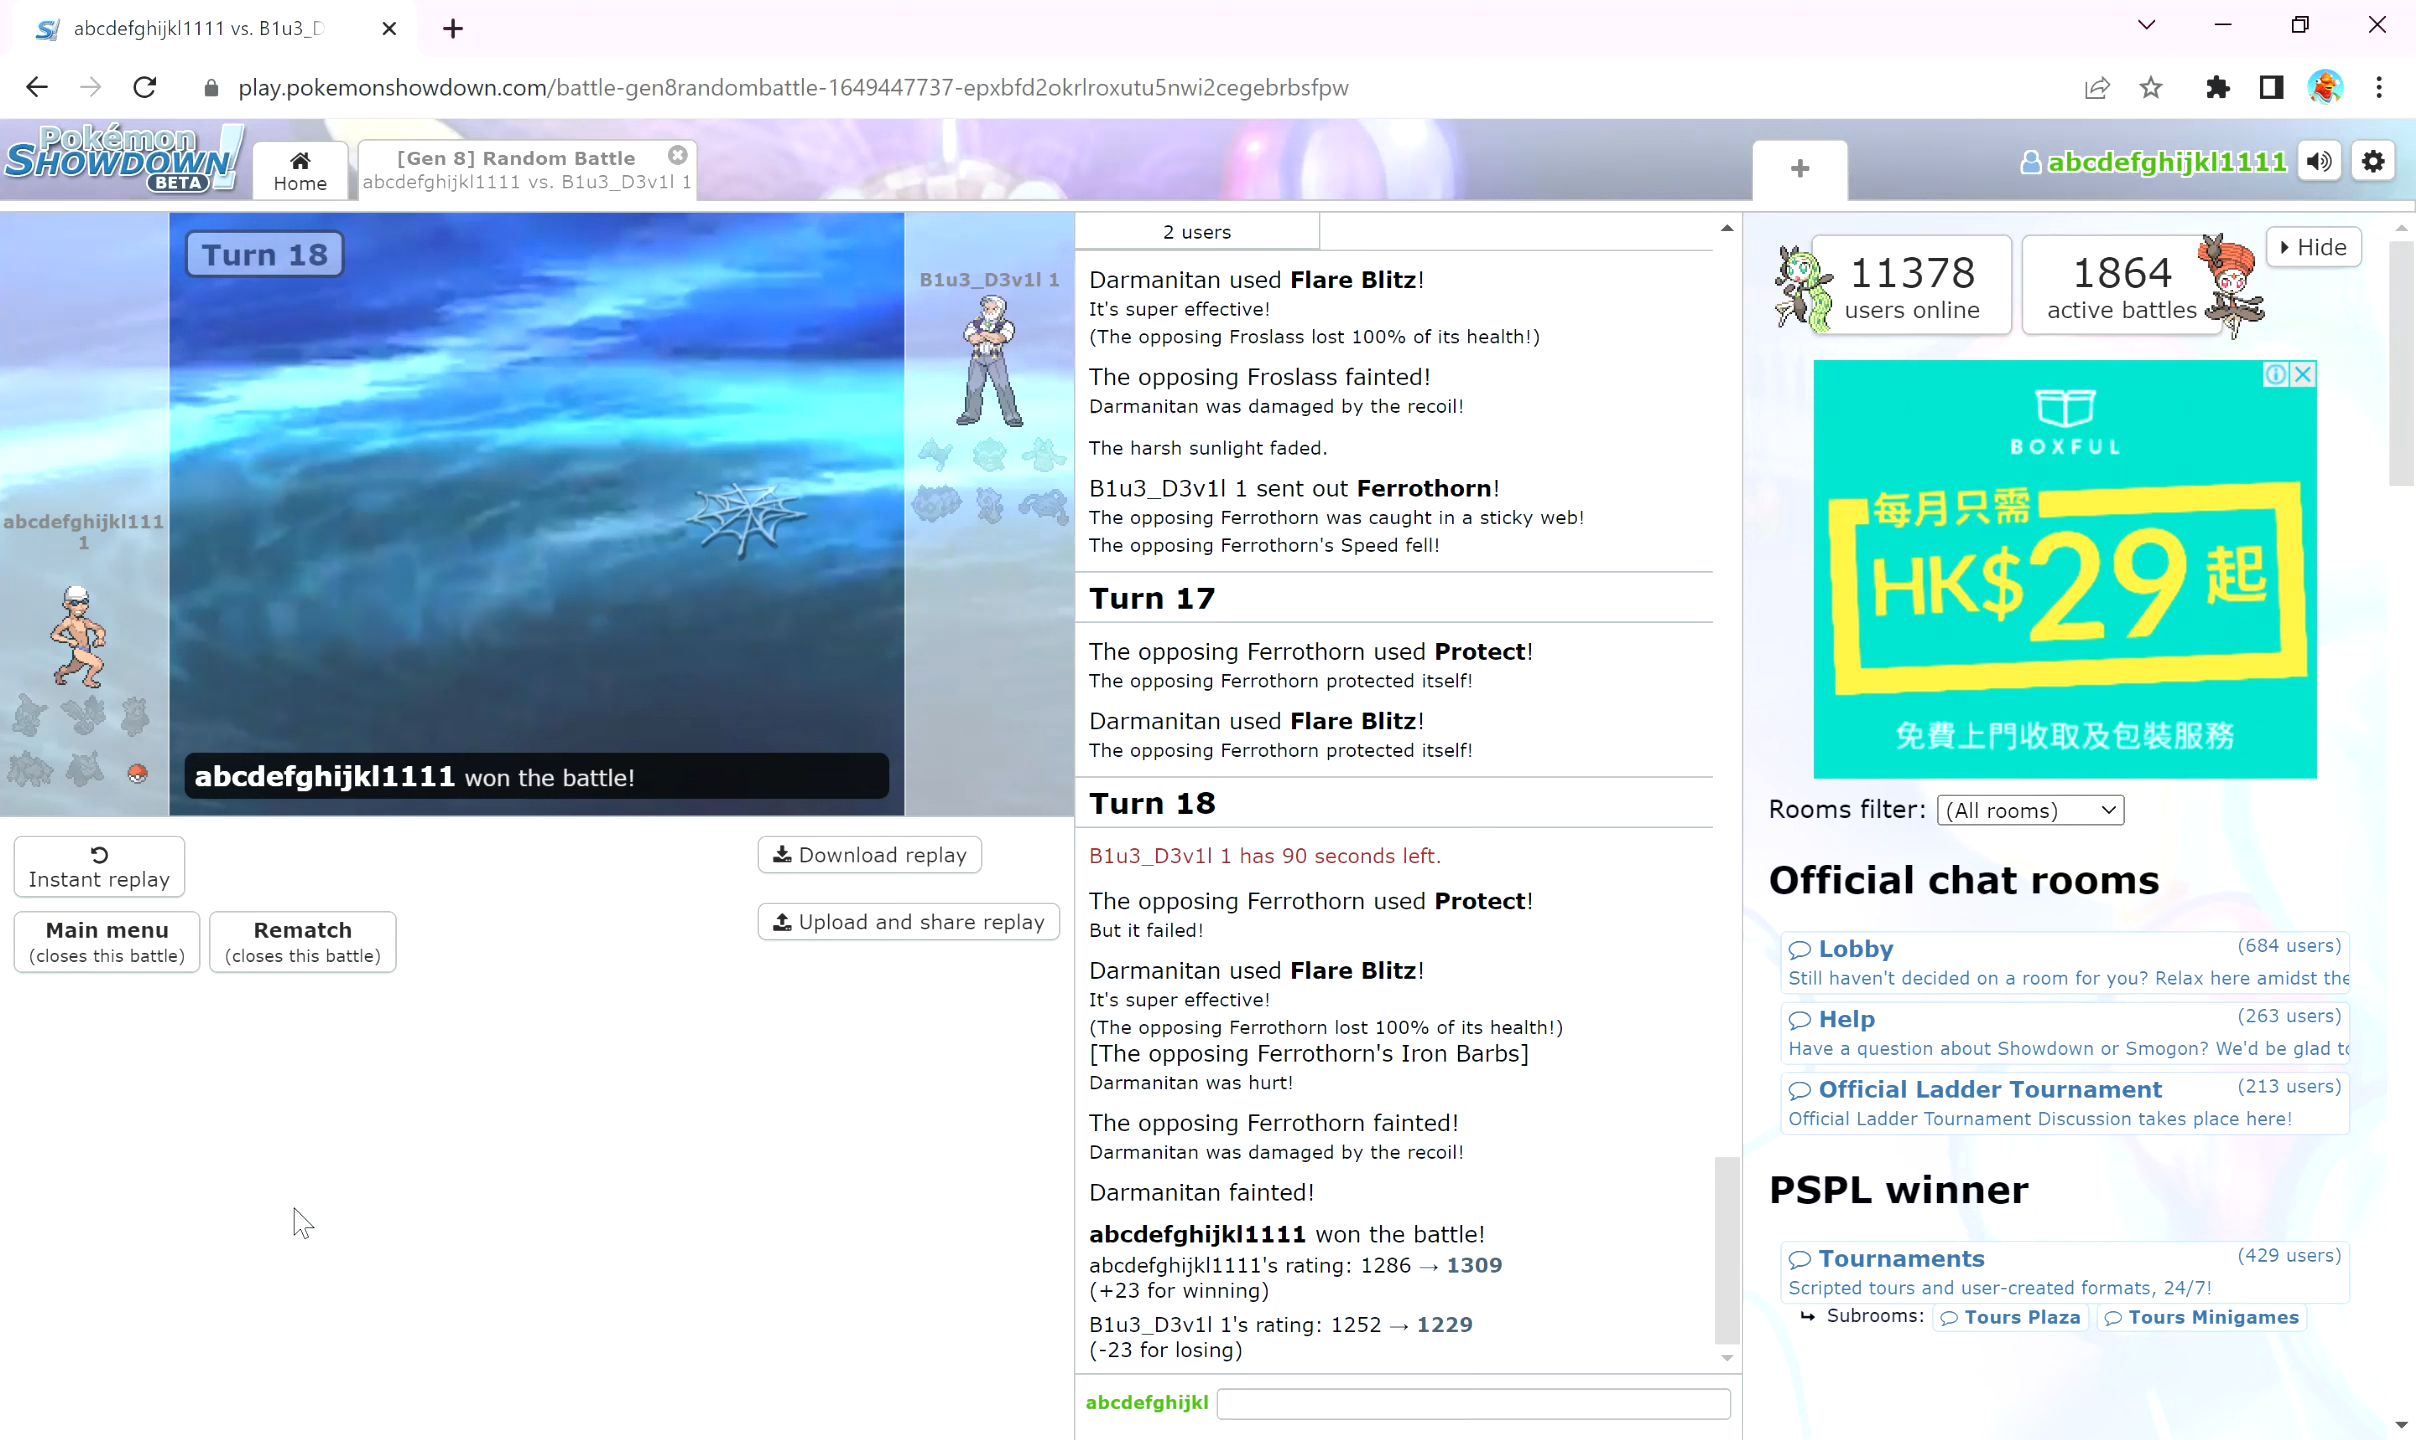 abcdefghijkl1111 vs. B1u3_D
play.pokemonshowdown.com/battle-gen8randombattle-1649447737-epxbfd2okrlroxutu5nwi2cegebrbsfpw
Pokémon
SHOWDOWN!
BETA
Home
[Gen 8] Random Battle
abcdefghijkl1111 vs. B1u3_D3v1l 1
abcdefghijkl1111
Turn 18
B1u3_D3v1l 1
abcdefghijkl111
1
abcdefghijkl1111 won the battle!
Instant replay
Download replay
Upload and share replay
Main menu
(closes this battle)
Rematch
(closes this battle)
2 users
Darmanitan used Flare Blitz!
It's super effective!
(The opposing Froslass lost 100% of its health!)
The opposing Froslass fainted!
Darmanitan was damaged by the recoil!
The harsh sunlight faded.
B1u3_D3v1l 1 sent out Ferrothorn!
The opposing Ferrothorn was caught in a sticky web!
The opposing Ferrothorn's Speed fell!
Turn 17
The opposing Ferrothorn used Protect!
The opposing Ferrothorn protected itself!
Darmanitan used Flare Blitz!
The opposing Ferrothorn protected itself!
Turn 18
B1u3_D3v1l 1 has 90 seconds left.
The opposing Ferrothorn used Protect!
But it failed!
Darmanitan used Flare Blitz!
It's super effective!
(The opposing Ferrothorn lost 100% of its health!)
[The opposing Ferrothorn's Iron Barbs]
Darmanitan was hurt!
The opposing Ferrothorn fainted!
Darmanitan was damaged by the recoil!
Darmanitan fainted!
abcdefghijkl1111 won the battle!
abcdefghijkl1111's rating: 1286 → 1309
(+23 for winning)
B1u3_D3v1l 1's rating: 1252 → 1229
(-23 for losing)
abcdefghijkl
11378
users online
1864
active battles
Hide
BOXFUL
每月只需
HK$29起
免費上門收取及包裝服務
Rooms filter: (All rooms)
Official chat rooms
Lobby (684 users)
Still haven't decided on a room for you? Relax here amidst the
Help (263 users)
Have a question about Showdown or Smogon? We'd be glad to
Official Ladder Tournament (213 users)
Official Ladder Tournament Discussion takes place here!
PSPL winner
Tournaments (429 users)
Scripted tours and user-created formats, 24/7!
Subrooms: Tours Plaza Tours Minigames